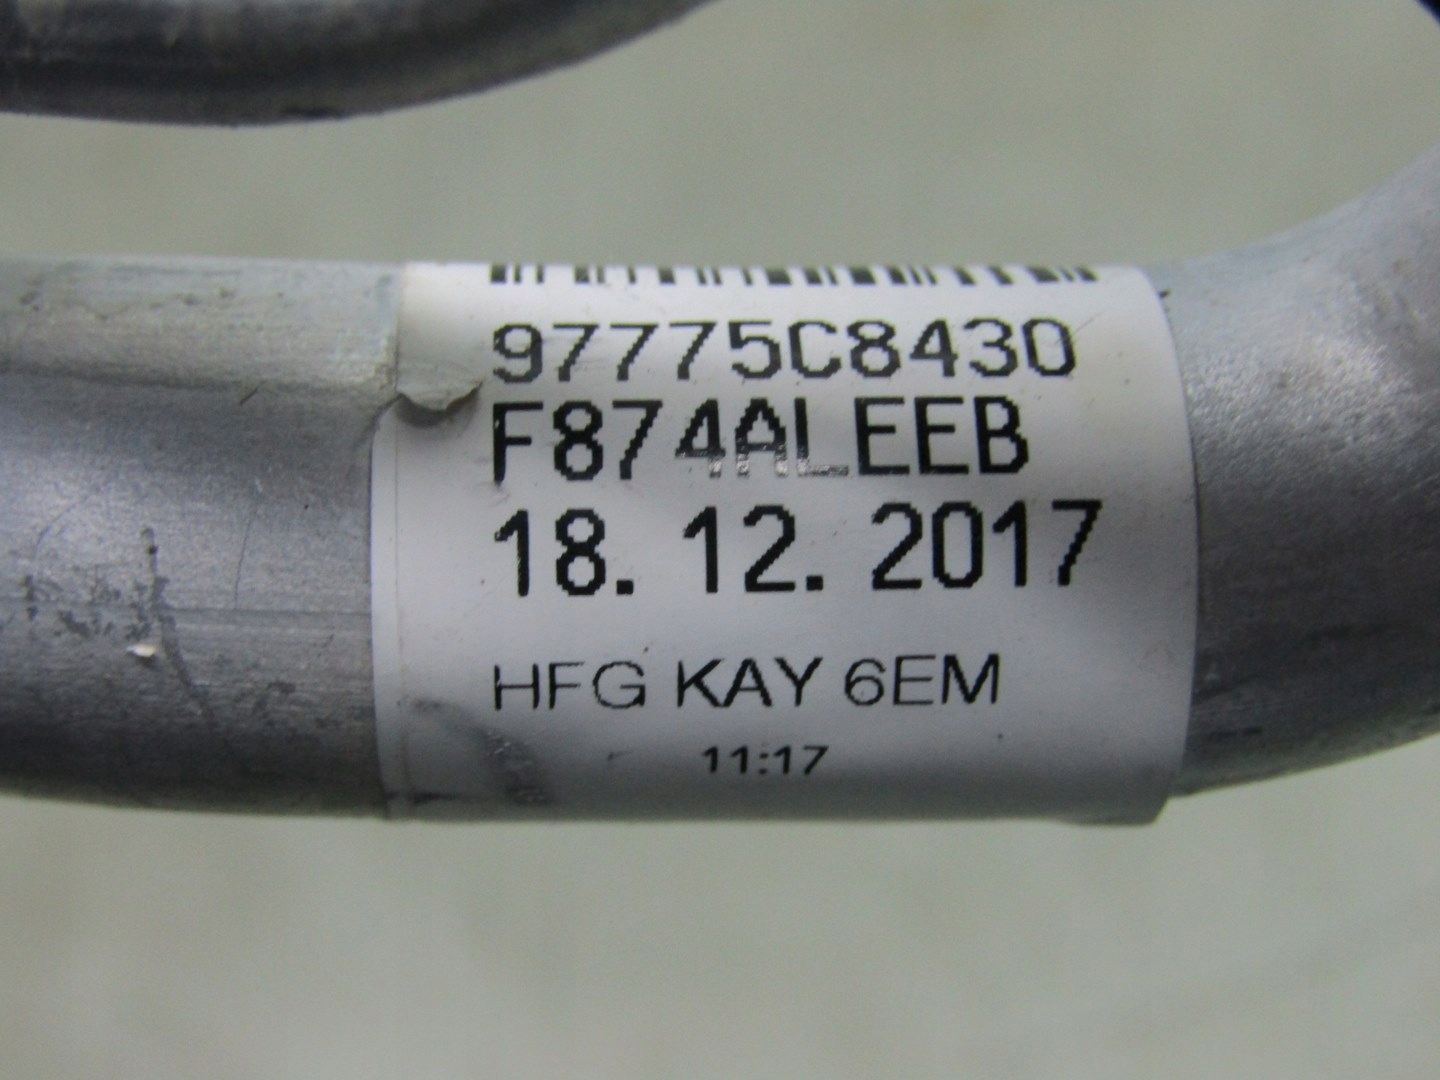 97775C8430
F874ALEEB
18. 12. 2017
HFG KAY 6EM
11:17